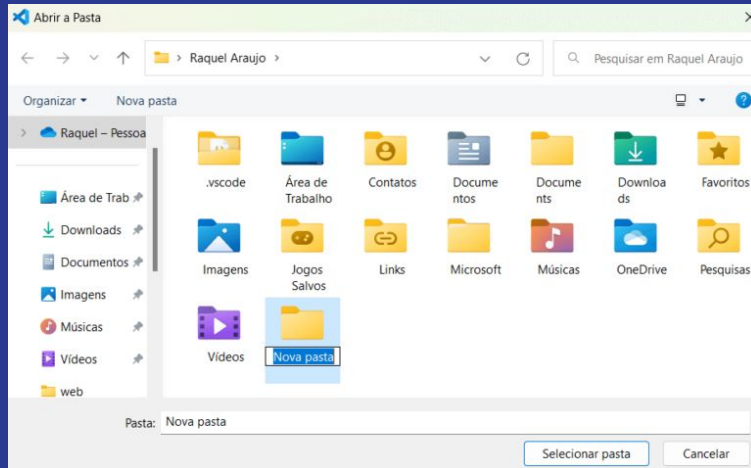 Abrir a Pasta
Raquel Araujo
Pesquisar em Raquel Araujo
Organizar
Nova pasta
Raquel – Pessoa
Área de Trab
Downloads
Documentos
Imagens
Músicas
Vídeos
web
.vscode
Área de
Trabalho
Contatos
Docume
ntos
Docume
nts
Downloa
ds
Favoritos
Imagens
Jogos
Salvos
Links
Microsoft
Músicas
OneDrive
Pesquisas
Vídeos
Nova pasta
Pasta: Nova pasta
Selecionar pasta
Cancelar